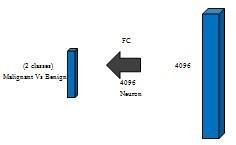 FC
(2 classes)
Malignant Vs Benign
4096
4096
Neuron